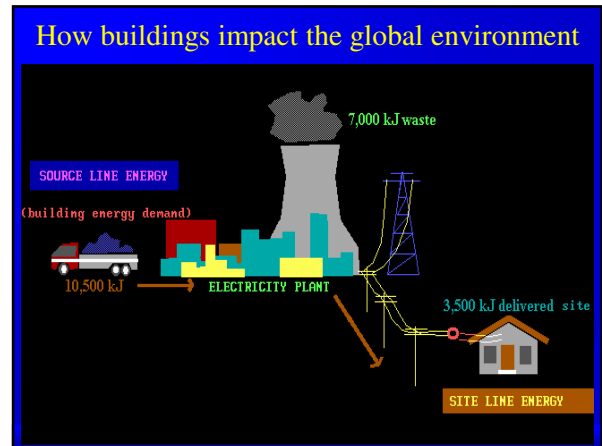 How buildings impact the global environment
7,000 kJ waste
SOURCE LINE ENERGY
(building energy demand)
10,500 kJ
ELECTRICITY PLANT
3,500 kJ delivered site
SITE LINE ENERGY